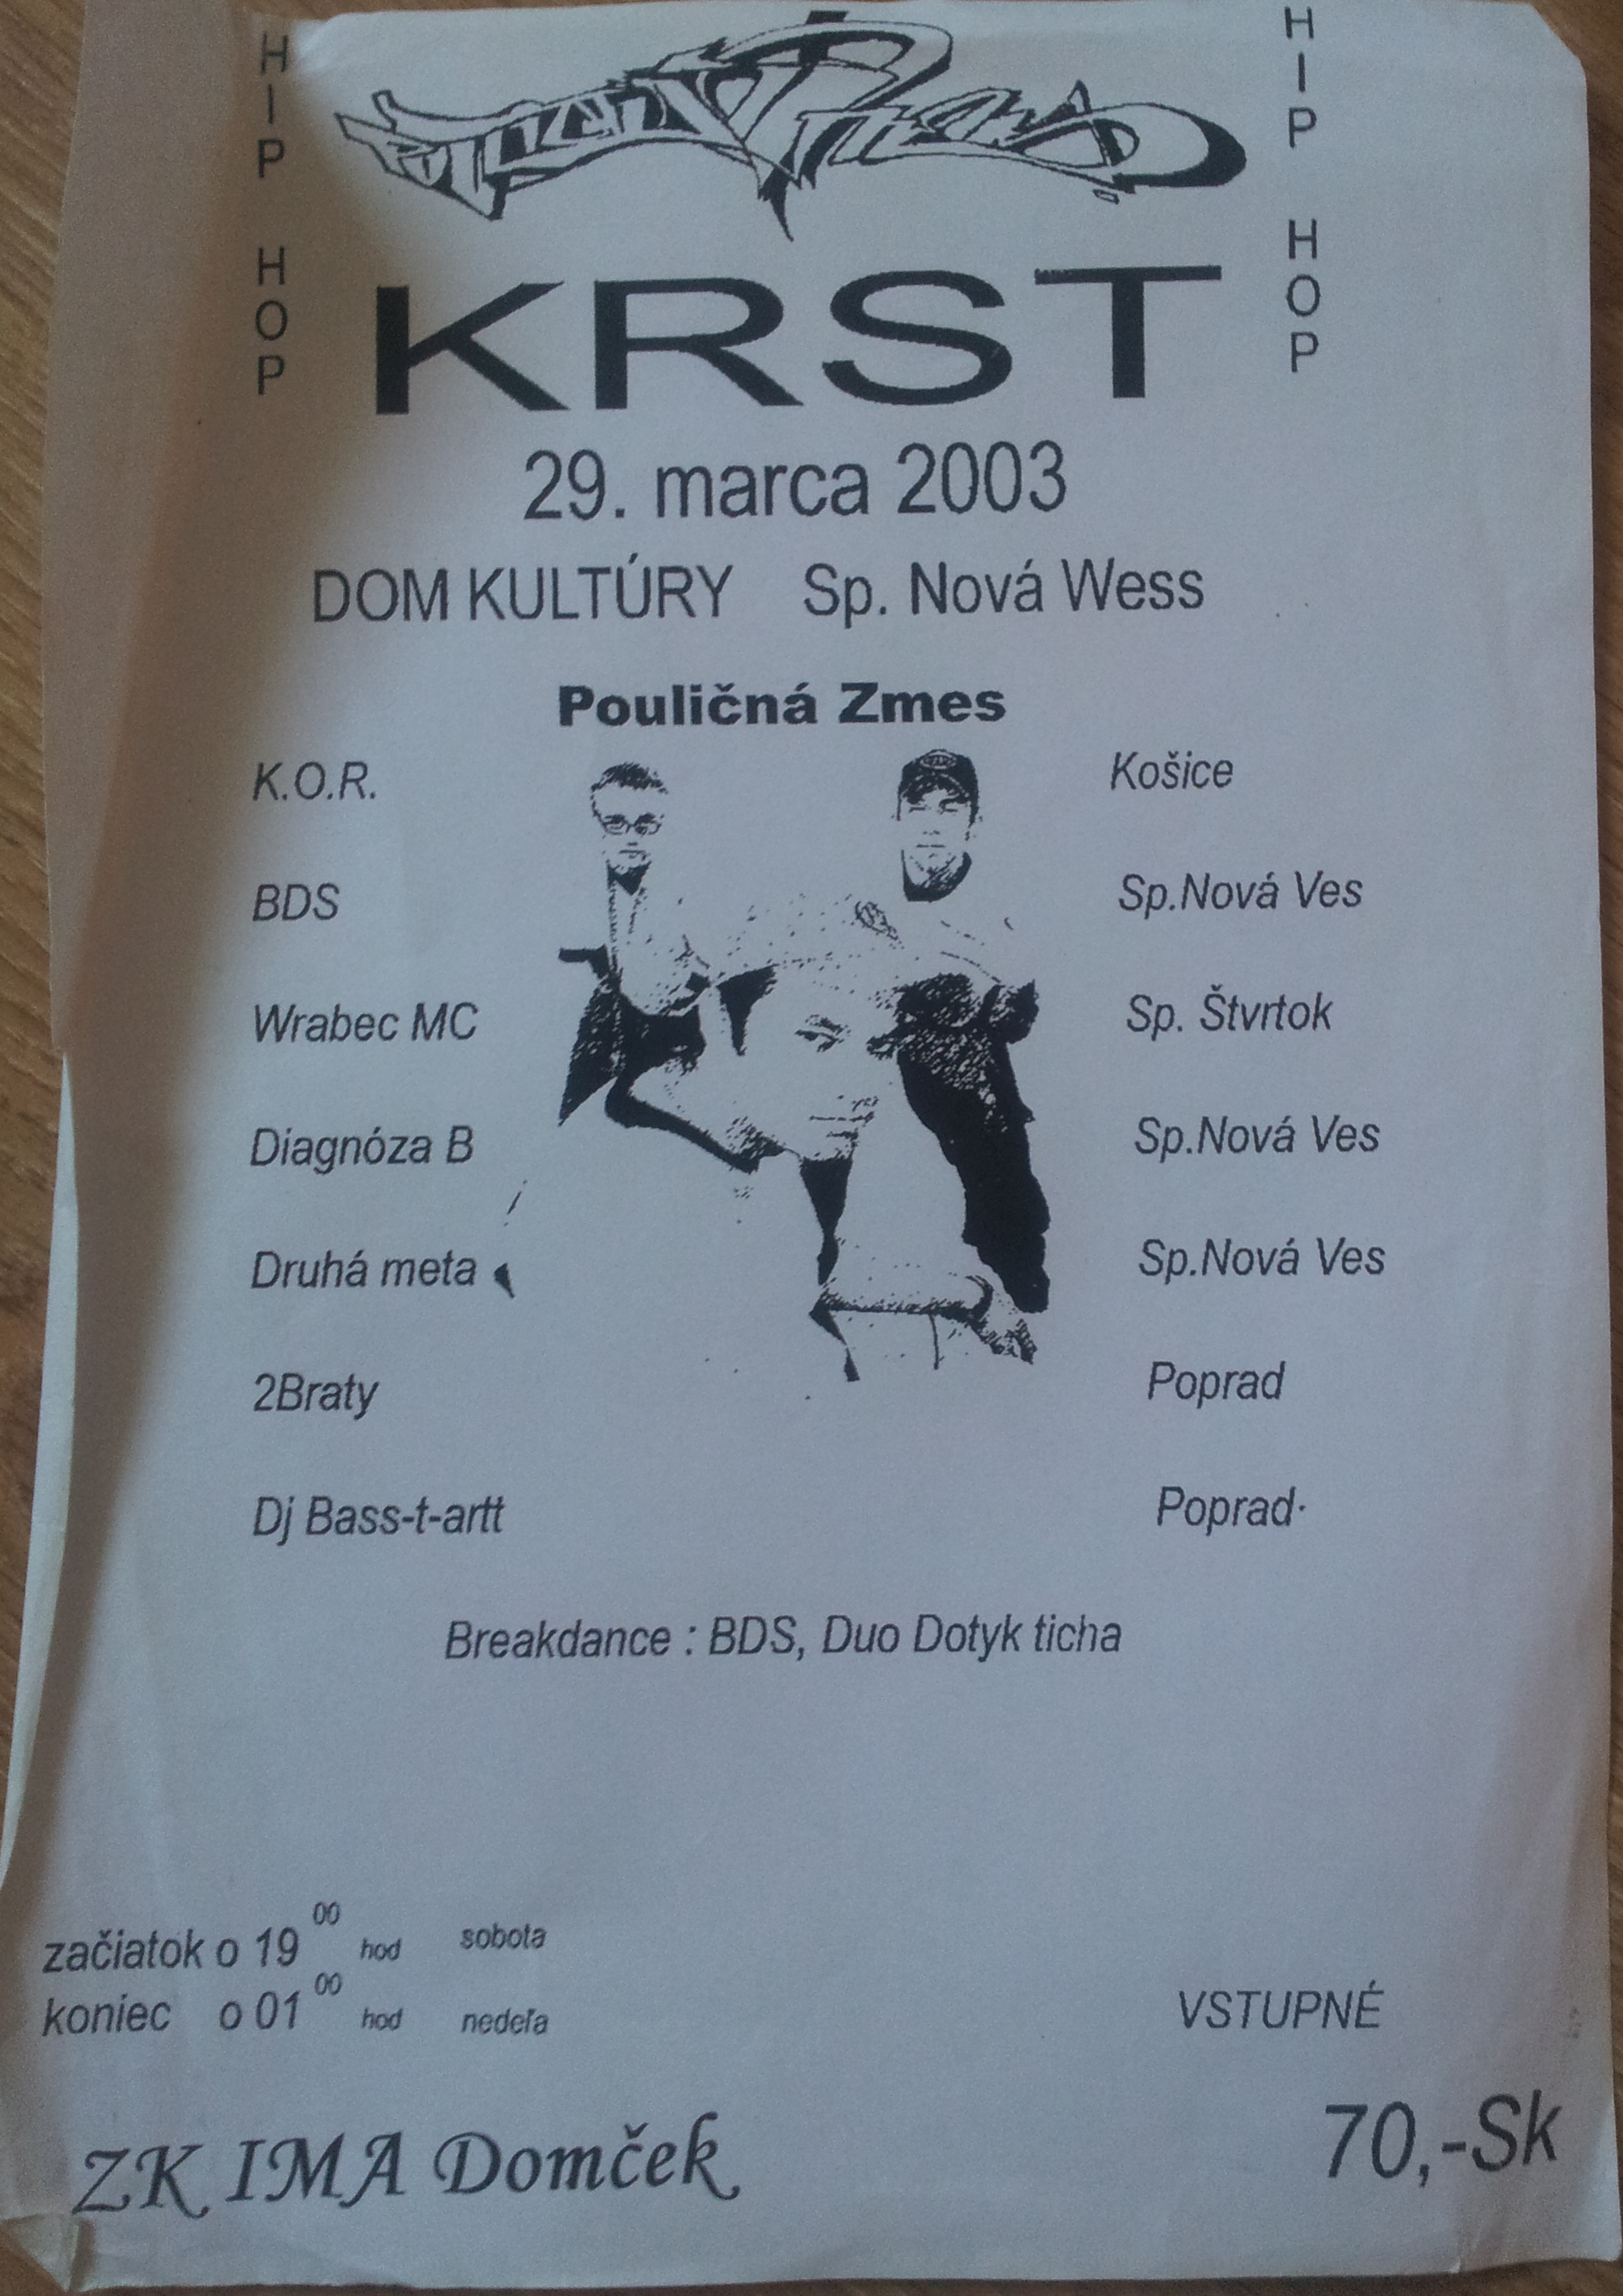 HIP HOP
HIP HOP
KRST
29. marca 2003
DOM KULTÚRY Sp. Nová Wess
Pouličná Zmes
K.O.R. Košice
BDS Sp.Nová Ves
Wrabec MC Sp. Štvrtok
Diagnóza B Sp.Nová Ves
Druhá meta Sp.Nová Ves
2Braty Poprad
Dj Bass-t-artt Poprad
Breakdance : BDS, Duo Dotyk ticha
začiatok o 19 00 hod sobota
koniec o 01 00 hod nedeľa
VSTUPNÉ
70,-Sk
ZK IMA Domček